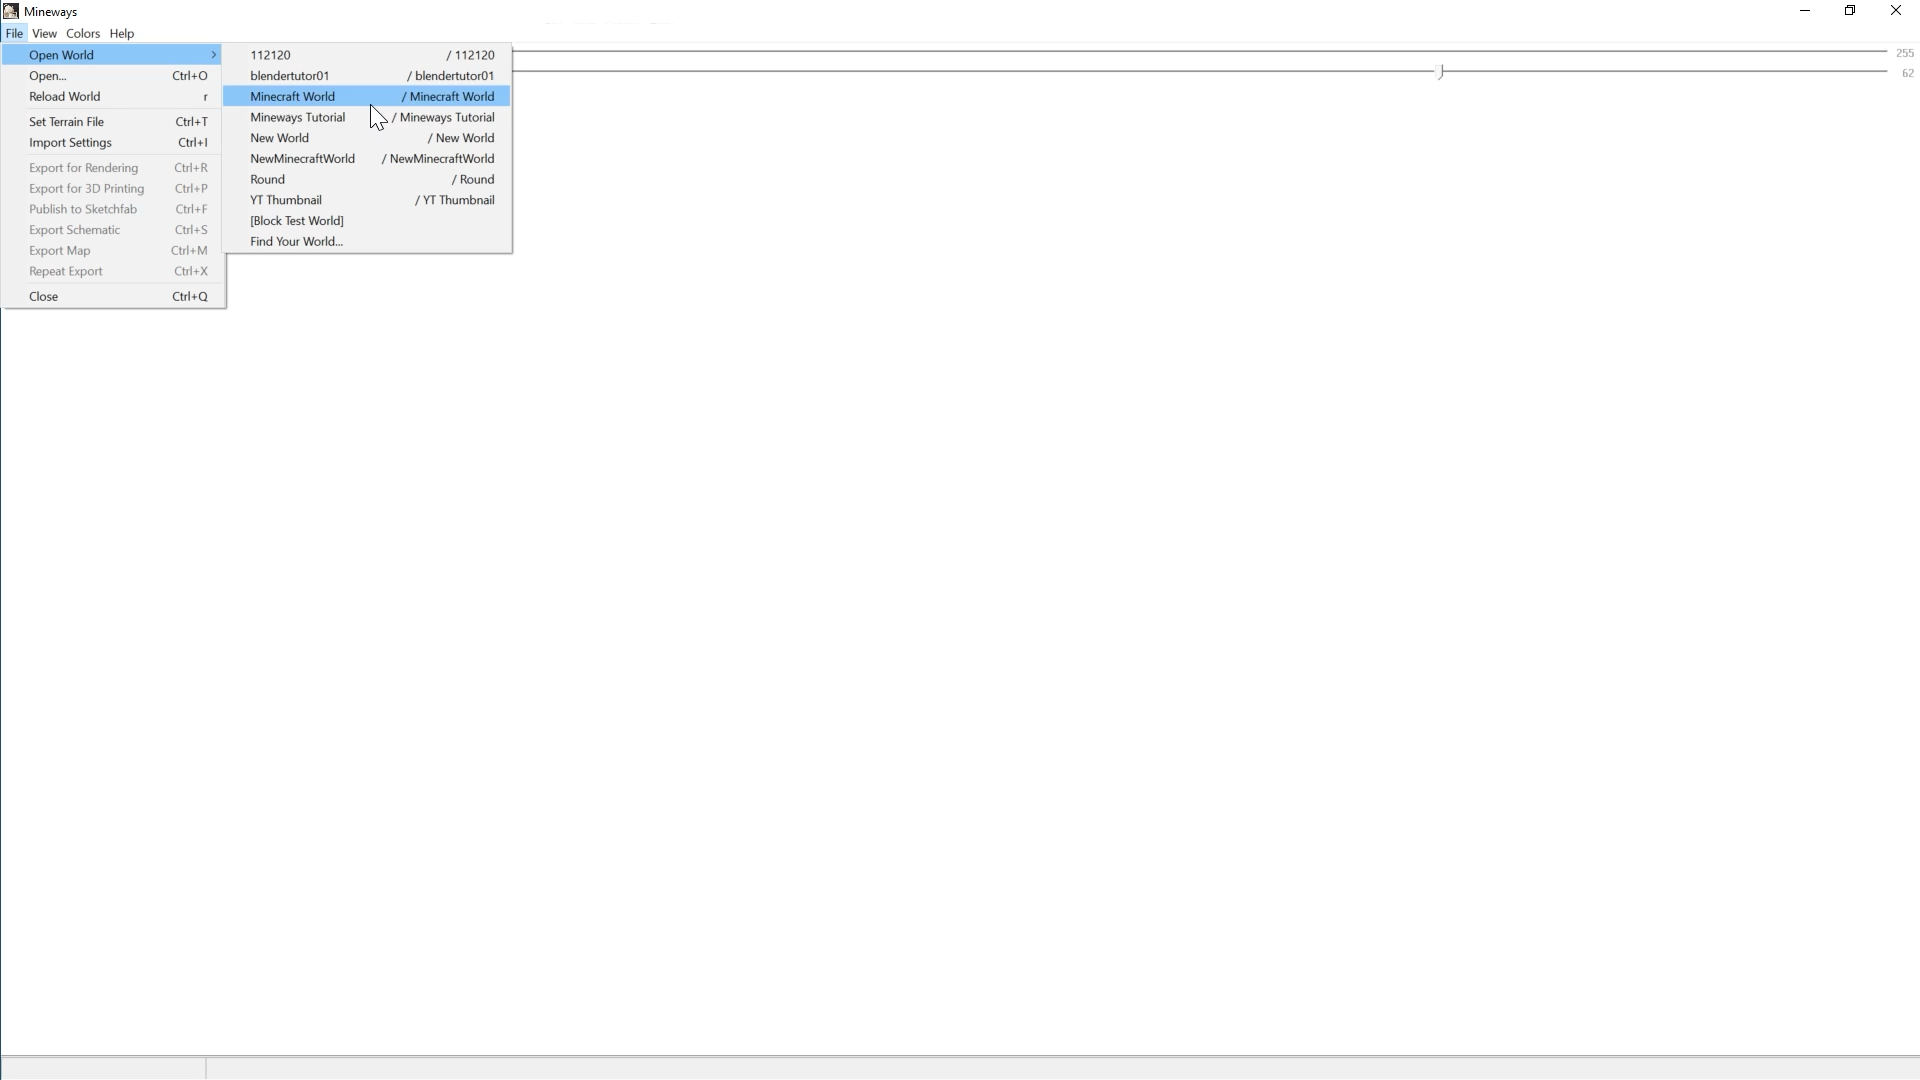 Mineways
File View Colors Help
Open World >
Open... Ctrl+O
Reload World r
Set Terrain File Ctrl+T
Import Settings Ctrl+I
Export for Rendering Ctrl+R
Export for 3D Printing Ctrl+P
Publish to Sketchfab Ctrl+F
Export Schematic Ctrl+S
Export Map Ctrl+M
Repeat Export Ctrl+X
Close Ctrl+Q
112120 / 112120
blendertutor01 / blendertutor01
Minecraft World / Minecraft World
Mineways Tutorial / Mineways Tutorial
New World / New World
NewMinecraftWorld / NewMinecraftWorld
Round / Round
YT Thumbnail / YT Thumbnail
[Block Test World]
Find Your World...
255
62